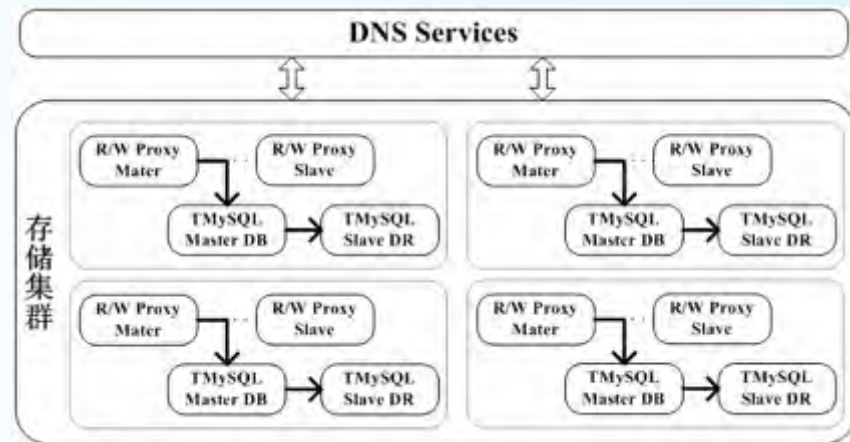 DNS Services
存储集群
R/W Proxy
Mater
R/W Proxy
Slave
TMySQL
Master DB
TMySQL
Slave DR
R/W Proxy
Mater
R/W Proxy
Slave
TMySQL
Master DB
TMySQL
Slave DR
R/W Proxy
Mater
R/W Proxy
Slave
TMySQL
Master DB
TMySQL
Slave DR
R/W Proxy
Mater
R/W Proxy
Slave
TMySQL
Master DB
TMySQL
Slave DR